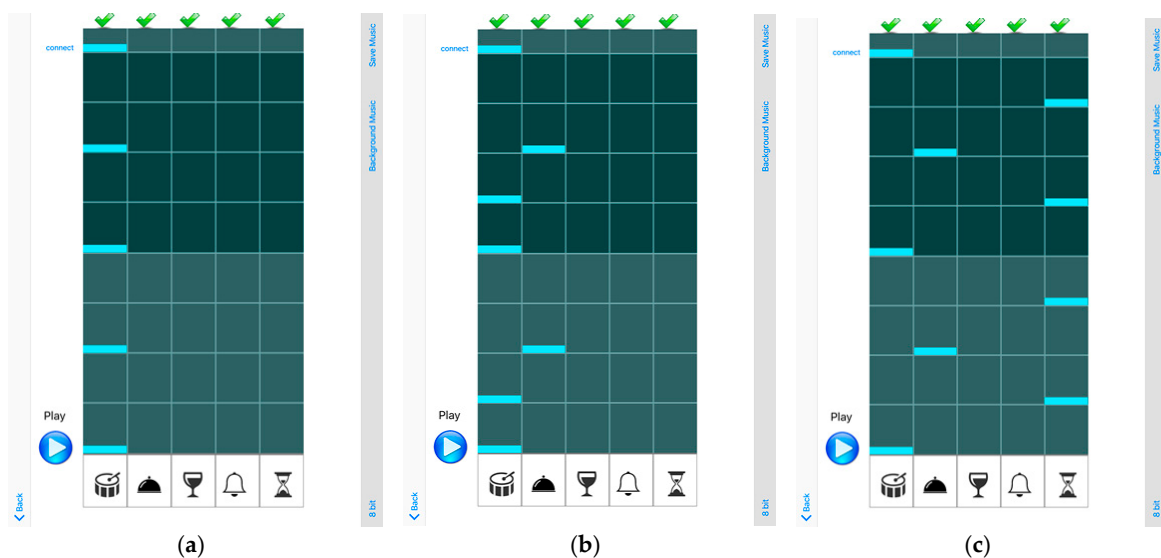 connect
Save Music
Background Music
Play
< Back
8 bit
(a)
connect
Save Music
Background Music
Play
< Back
8 bit
(b)
connect
Save Music
Background Music
Play
< Back
8 bit
(c)